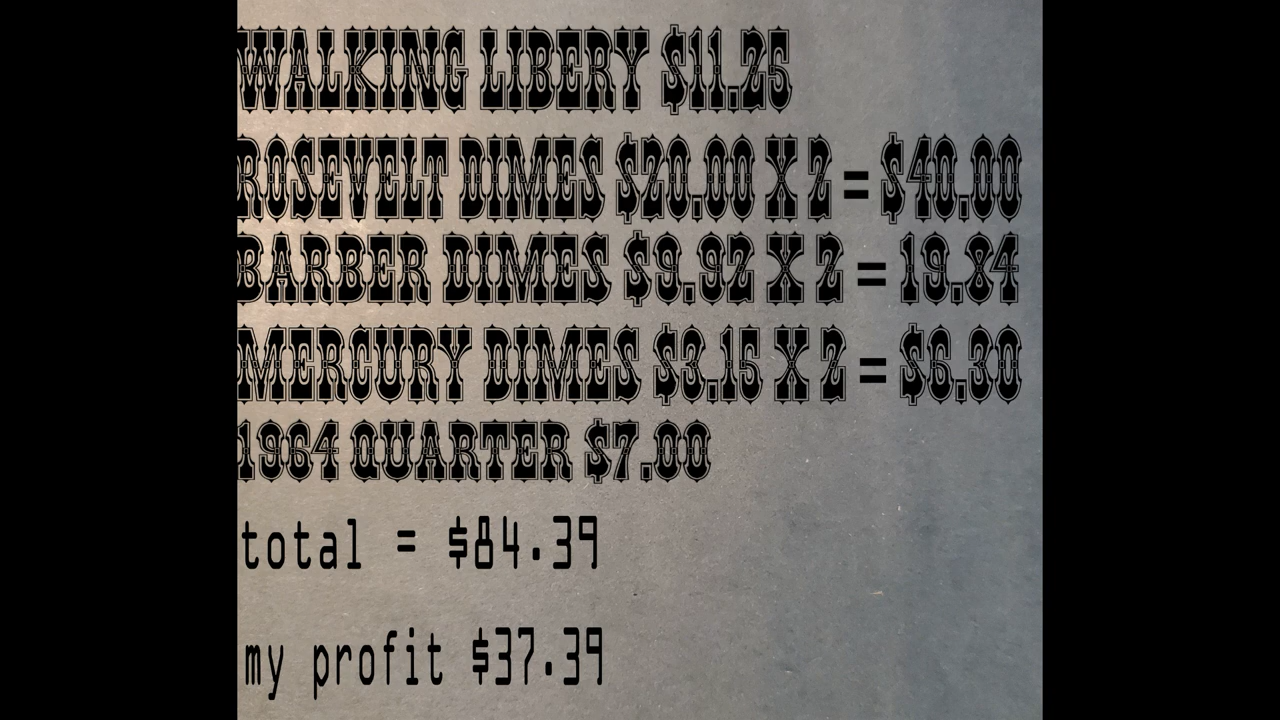 WALKING LIBERY $11.25
ROSEVELT DIMES $20.00 X 2 = $40.00
BARBER DIMES $9.92 X 2 = 19.84
MERCURY DIMES $3.15 X 2 = $6.30
1964 QUARTER $7.00
total = $84.39
my profit $37.39